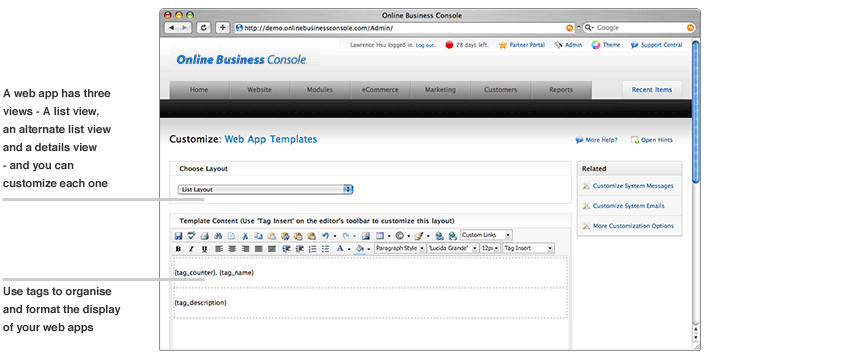 A web app has three
views - A list view,
an alternate list view
and a details view
- and you can
customize each one
Use tags to organise
and format the display
of your web apps
Online Business Console
http://demo.onlinebusinessconsole.com/Admin/
Google
Lawrence Hsu logged in. Log out. 28 days left. Partner Portal Admin Theme Support Central
Online Business Console
Home Website Modules eCommerce Marketing Customers Reports Recent Items
Customize: Web App Templates More Help? Open Hints
Choose Layout
List Layout
Related
Customize System Messages
Customize System Emails
More Customization Options
Template Content (Use 'Tag Insert' on the editor's toolbar to customize this layout)
Custom Links
B I U A Paragraph Style 'Lucida Grande' 12px Tag Insert
{tag_counter}. {tag_name}
{tag_description}